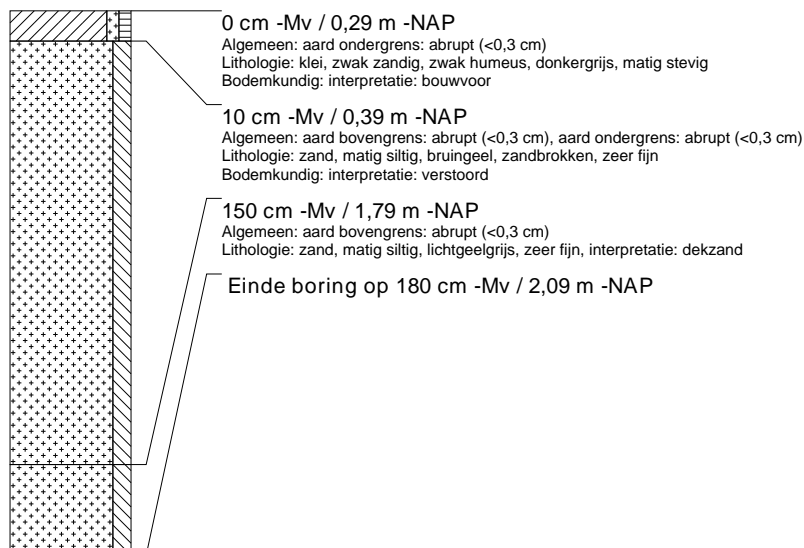 0 cm -Mv / 0,29 m -NAP
Algemeen: aard ondergrens: abrupt (<0,3 cm)
Lithologie: klei, zwak zandig, zwak humeus, donkergrijs, matig stevig
Bodemkundig: interpretatie: bouwvoor
10 cm -Mv / 0,39 m -NAP
Algemeen: aard bovengrens: abrupt (<0,3 cm), aard ondergrens: abrupt (<0,3 cm)
Lithologie: zand, matig siltig, bruingeel, zandbrokken, zeer fijn
Bodemkundig: interpretatie: verstoord
150 cm -Mv / 1,79 m -NAP
Algemeen: aard bovengrens: abrupt (<0,3 cm)
Lithologie: zand, matig siltig, lichtgeelgrijs, zeer fijn, interpretatie: dekzand
Einde boring op 180 cm -Mv / 2,09 m -NAP